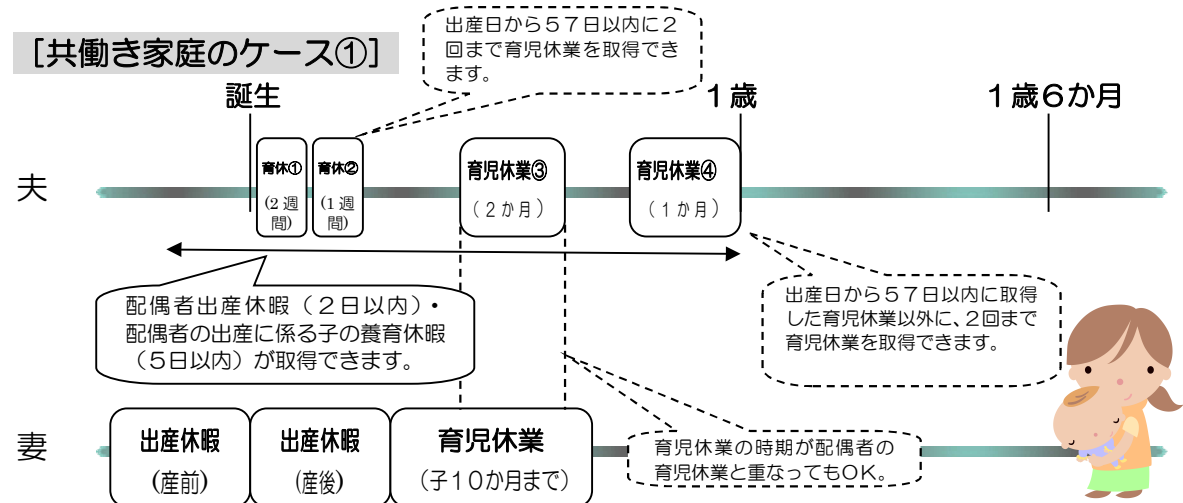 ［共働き家庭のケース①］
出産日から５７日以内に２
回まで育児休業を取得でき
ます。
誕生
１歳
１歳６か月
夫
育休①
(２週
間)
育休②
(１週
間)
育児休業③
（２か月）
育児休業④
（１か月）
配偶者出産休暇（２日以内）・
配偶者の出産に係る子の養育休暇
（５日以内）が取得できます。
出産日から５７日以内に取得
した育児休業以外に、２回まで
育児休業を取得できます。
妻
出産休暇
(産前)
出産休暇
(産後)
育児休業
(子１０か月まで)
育児休業の時期が配偶者の
育児休業と重なってもＯＫ。